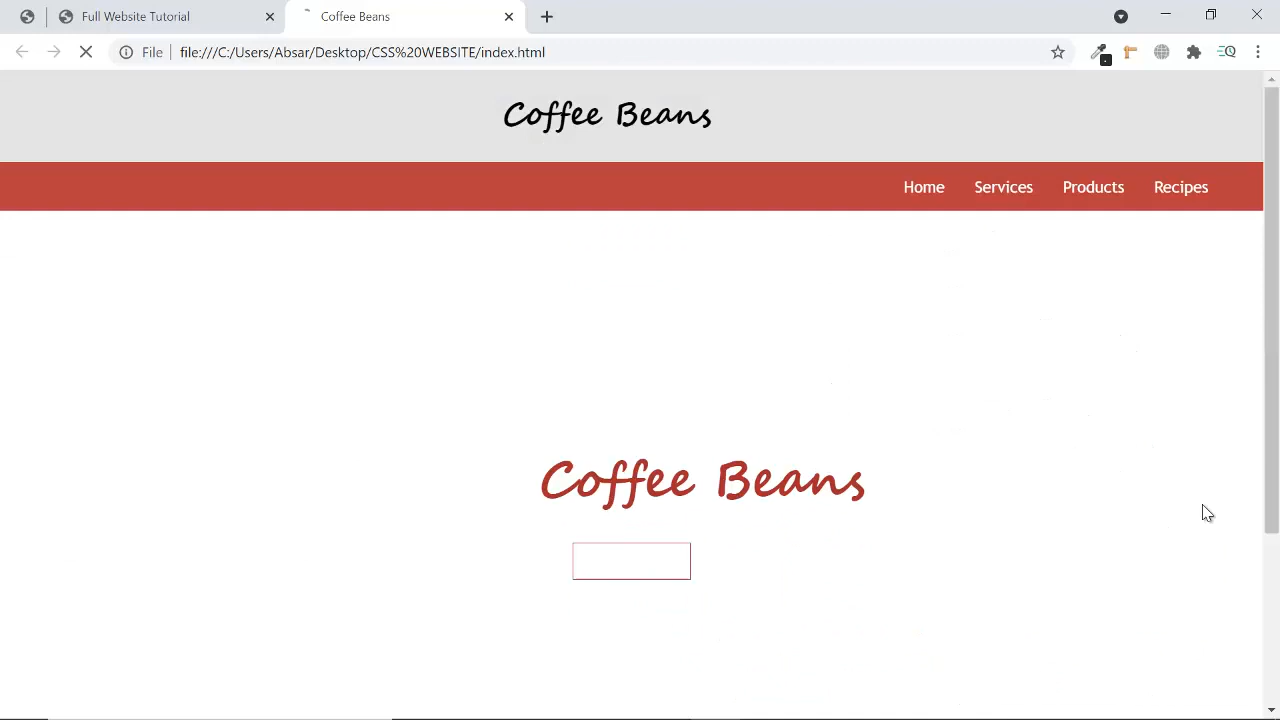 Full Website Tutorial
Coffee Beans
File file:///C:/Users/Absar/Desktop/CSS%20WEBSITE/index.html
Coffee Beans
Home Services Products Recipes
Coffee Beans